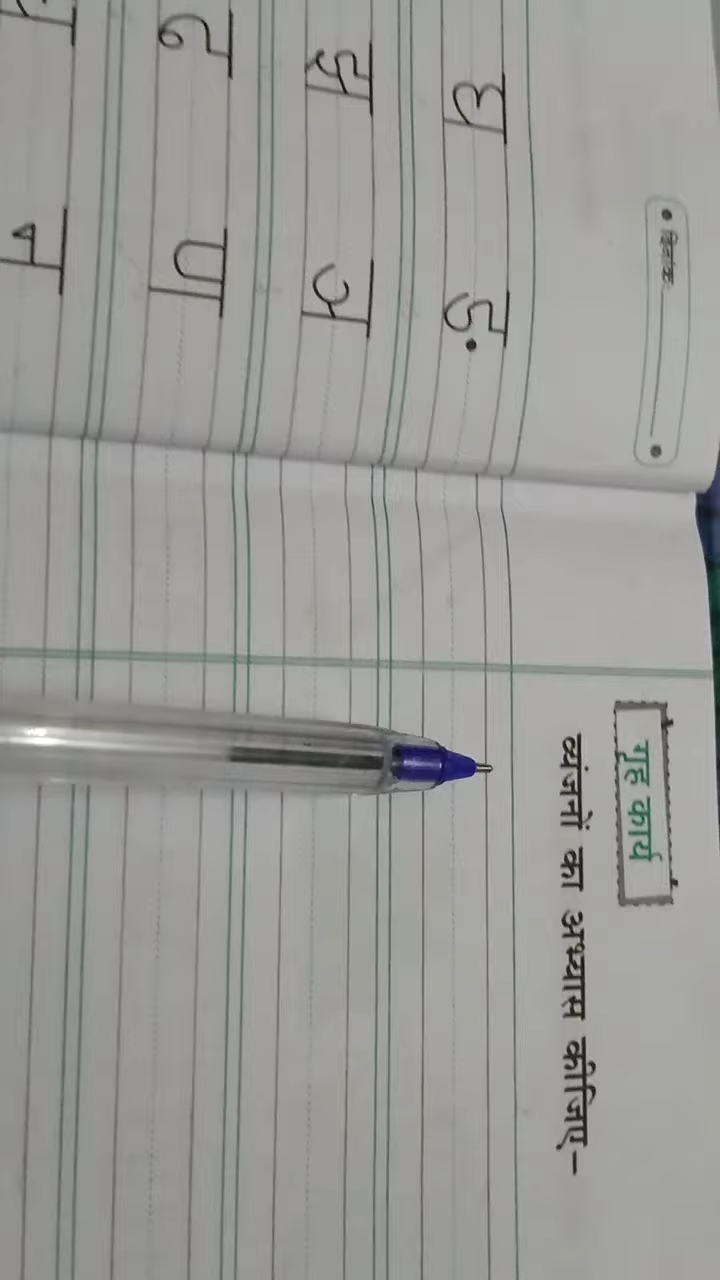 दिनांक:
घ ङ
झ ञ
ढ ण
न
गृह कार्य
व्यंजनों का अभ्यास कीजिए–